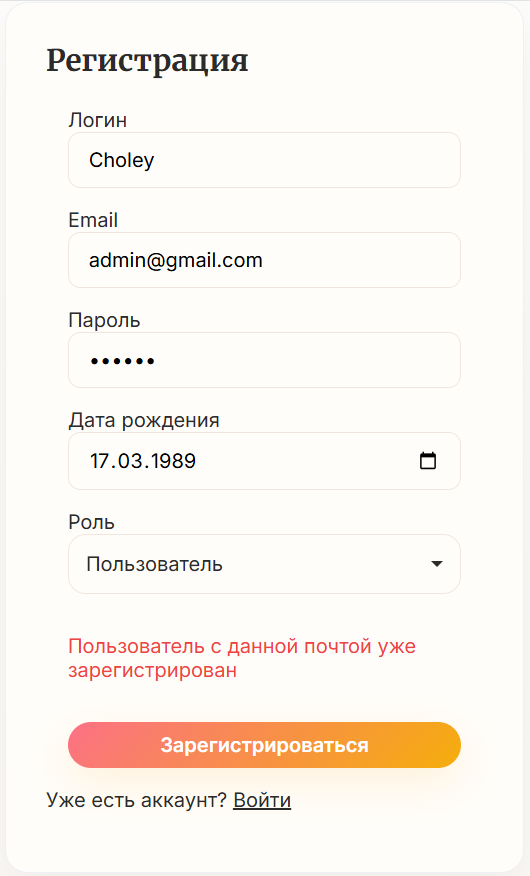 Регистрация
Логин
Choley
Email
admin@gmail.com
Пароль
••••••
Дата рождения
17.03.1989
Роль
Пользователь
Пользователь с данной почтой уже
зарегистрирован
Зарегистрироваться
Уже есть аккаунт? Войти